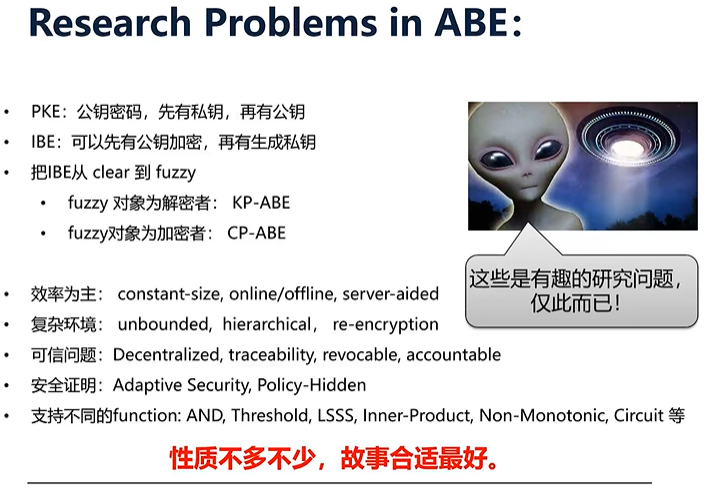 Research Problems in ABE:
• PKE：公钥密码，先有私钥，再有公钥
• IBE：可以先有公钥加密，再有生成私钥
• 把IBE从 clear 到 fuzzy
• fuzzy 对象为解密者： KP-ABE
• fuzzy对象为加密者： CP-ABE
这些是有趣的研究问题，
仅此而已！
• 效率为主： constant-size, online/offline, server-aided
• 复杂环境： unbounded, hierarchical， re-encryption
• 可信问题：Decentralized, traceability, revocable, accountable
• 安全证明：Adaptive Security, Policy-Hidden
• 支持不同的function: AND, Threshold, LSSS, Inner-Product, Non-Monotonic, Circuit 等
性质不多不少，故事合适最好。